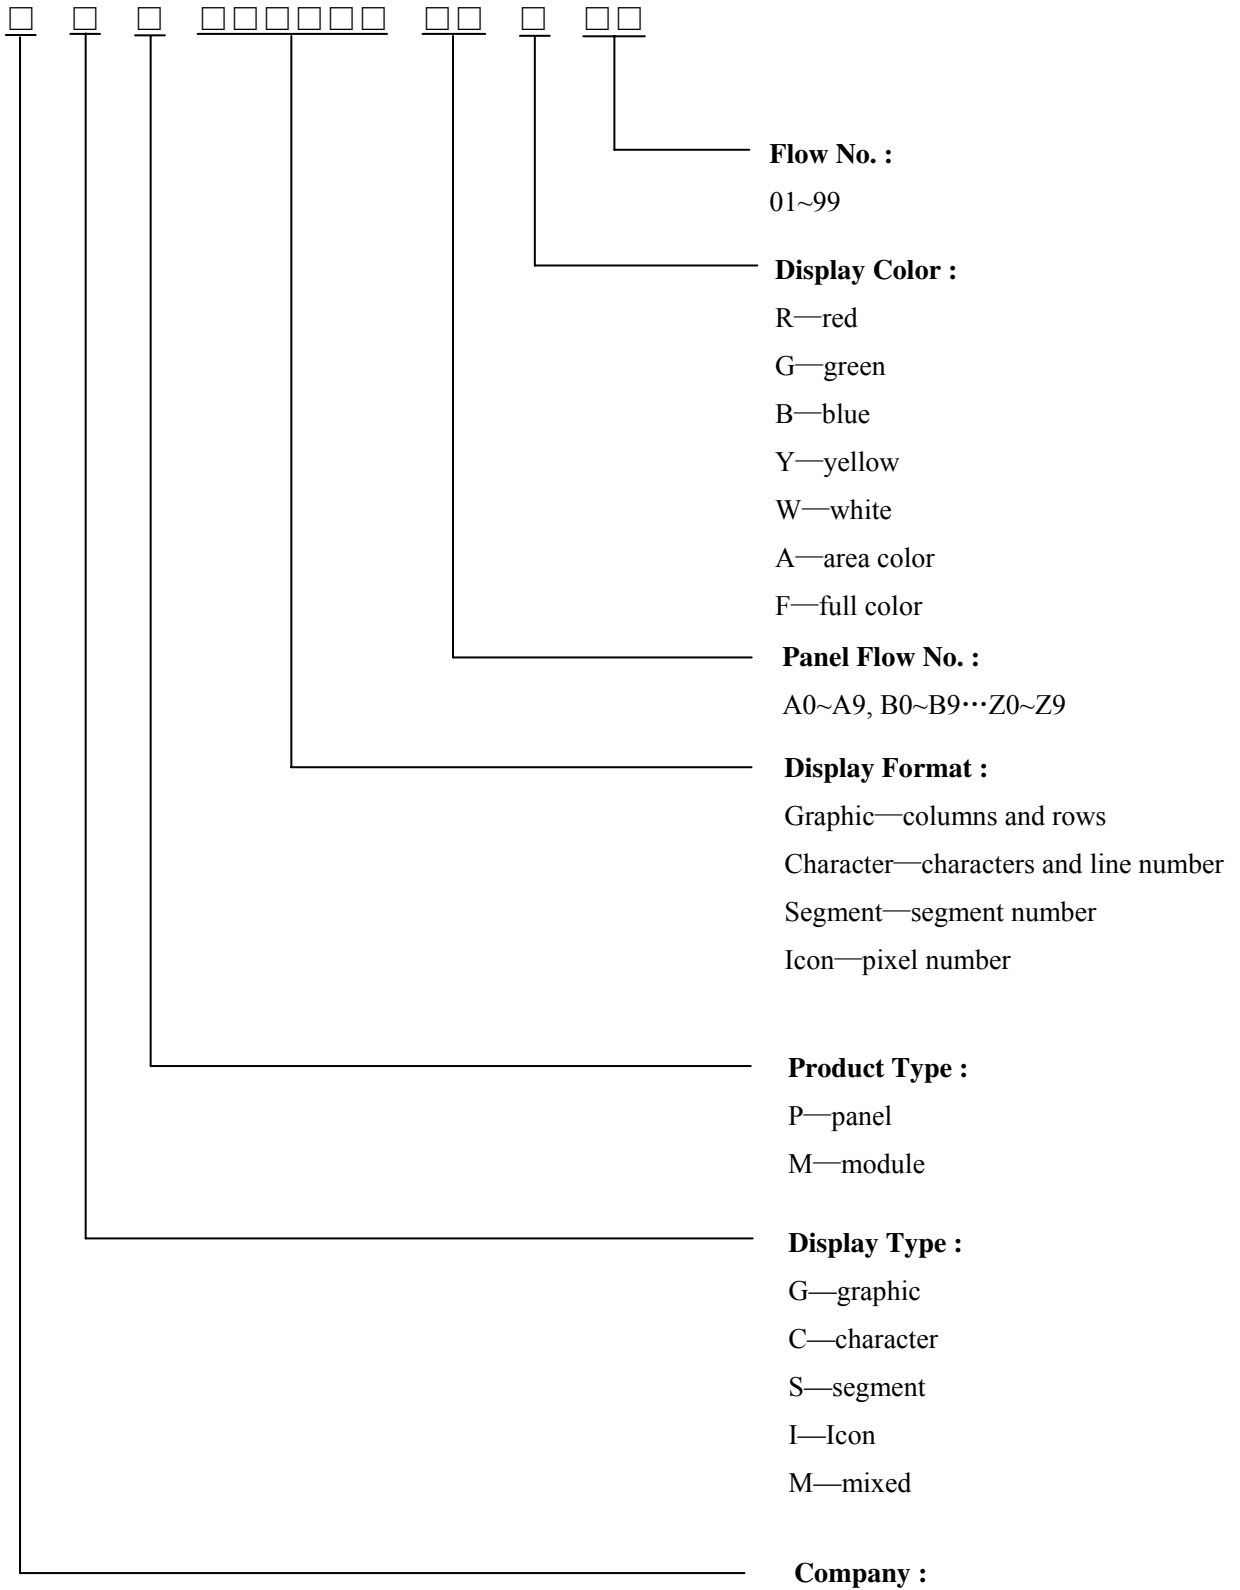 □ □ □ □□□□□□ □□ □ □□
Flow No. :
01~99
Display Color :
R—red
G—green
B—blue
Y—yellow
W—white
A—area color
F—full color
Panel Flow No. :
A0~A9, B0~B9⋯Z0~Z9
Display Format :
Graphic—columns and rows
Character—characters and line number
Segment—segment number
Icon—pixel number
Product Type :
P—panel
M—module
Display Type :
G—graphic
C—character
S—segment
I—Icon
M—mixed
Company :